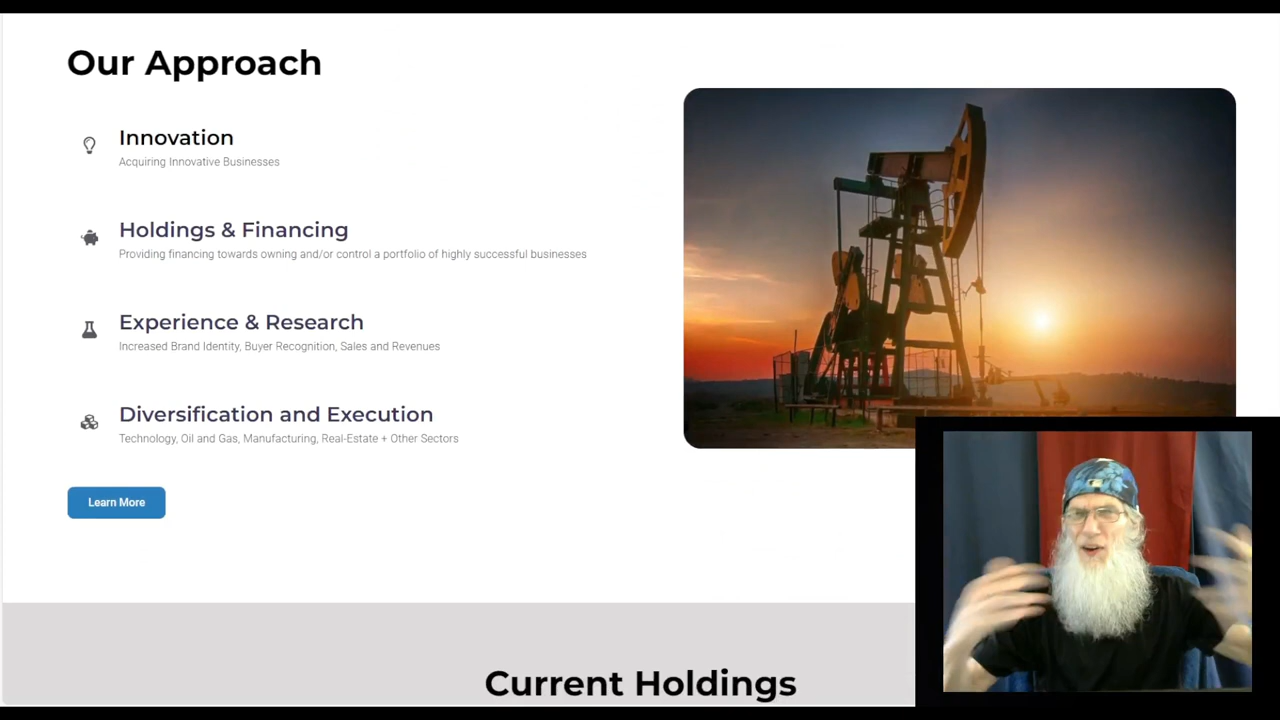 Our Approach
Innovation
Acquiring Innovative Businesses
Holdings & Financing
Providing financing towards owning and/or control a portfolio of highly successful businesses
Experience & Research
Increased Brand Identity, Buyer Recognition, Sales and Revenues
Diversification and Execution
Technology, Oil and Gas, Manufacturing, Real-Estate + Other Sectors
Learn More
Current Holdings